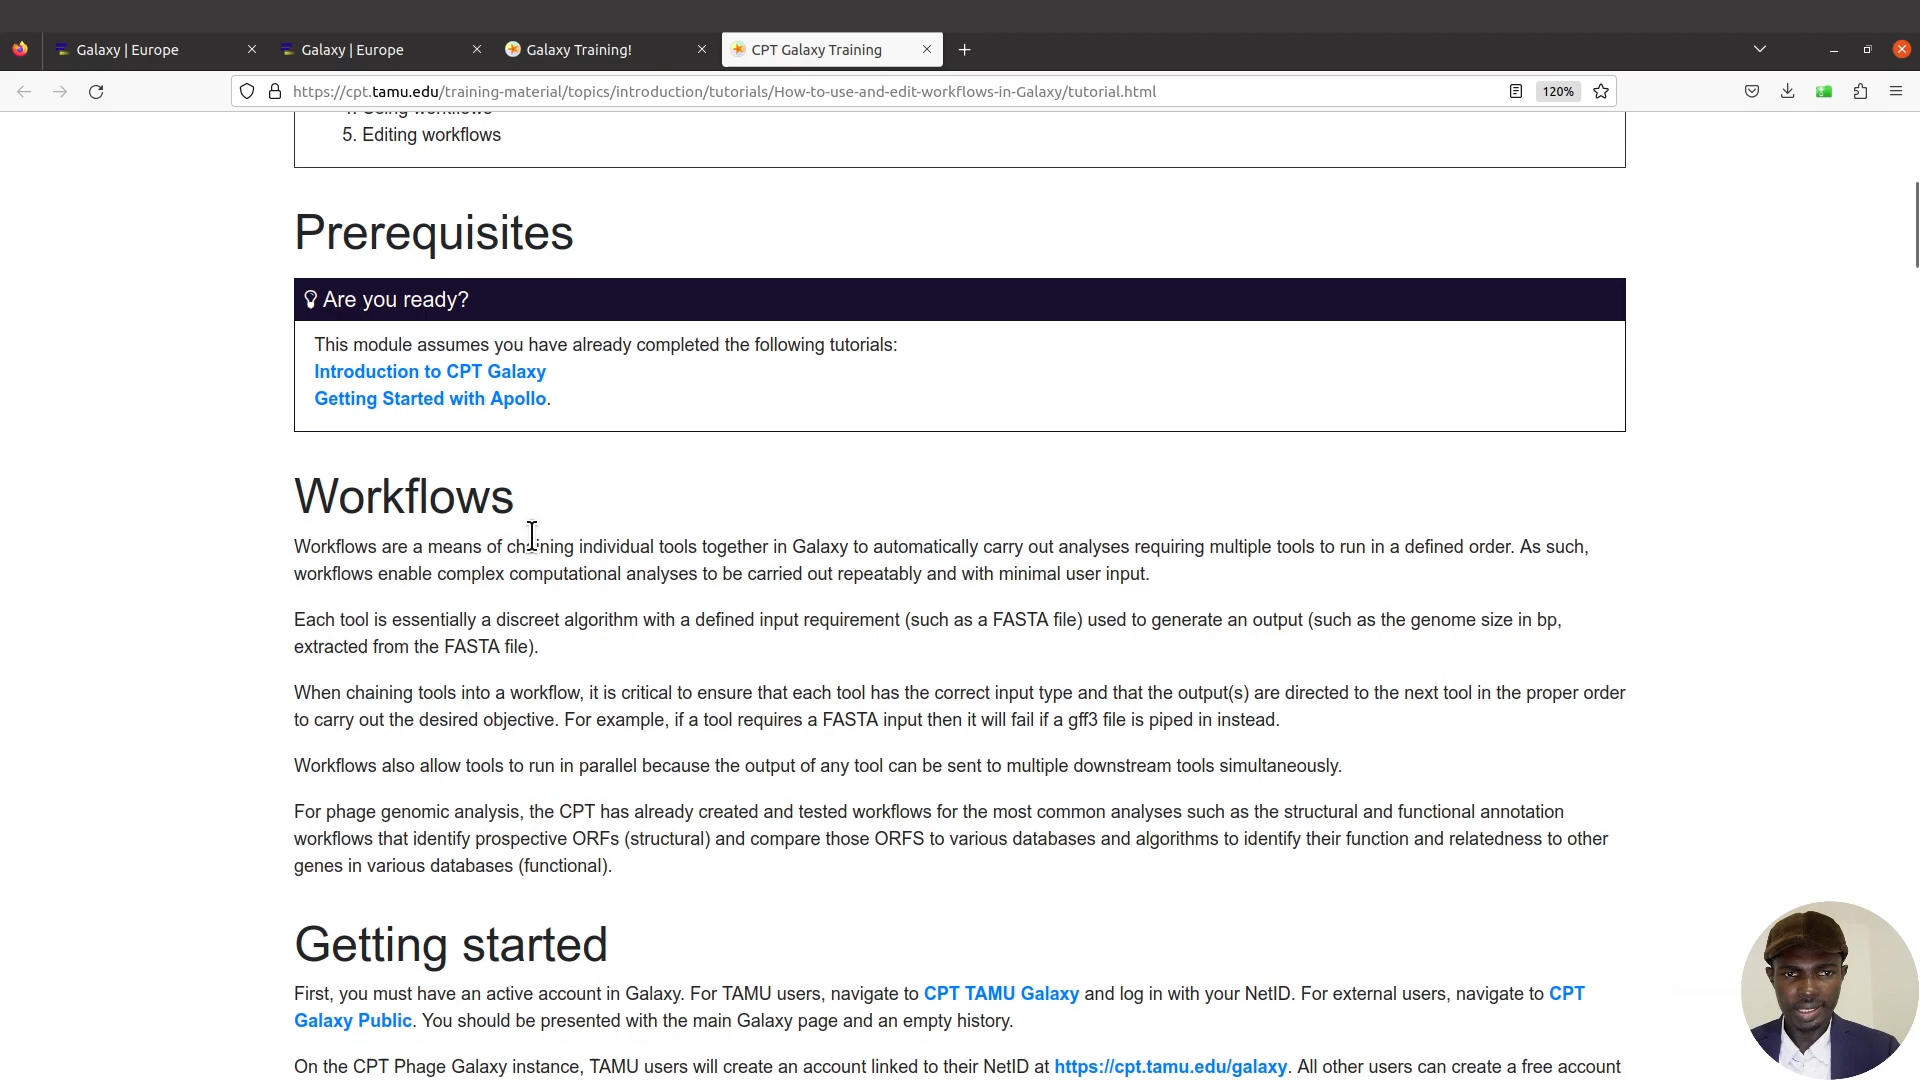 Galaxy | Europe
Galaxy | Europe
Galaxy Training!
CPT Galaxy Training
https://cpt.tamu.edu/training-material/topics/introduction/tutorials/How-to-use-and-edit-workflows-in-Galaxy/tutorial.html
120%
4. Using workflows
5. Editing workflows
Prerequisites
Are you ready?
This module assumes you have already completed the following tutorials:
Introduction to CPT Galaxy
Getting Started with Apollo.
Workflows
Workflows are a means of chaining individual tools together in Galaxy to automatically carry out analyses requiring multiple tools to run in a defined order. As such,
workflows enable complex computational analyses to be carried out repeatably and with minimal user input.
Each tool is essentially a discreet algorithm with a defined input requirement (such as a FASTA file) used to generate an output (such as the genome size in bp,
extracted from the FASTA file).
When chaining tools into a workflow, it is critical to ensure that each tool has the correct input type and that the output(s) are directed to the next tool in the proper order
to carry out the desired objective. For example, if a tool requires a FASTA input then it will fail if a gff3 file is piped in instead.
Workflows also allow tools to run in parallel because the output of any tool can be sent to multiple downstream tools simultaneously.
For phage genomic analysis, the CPT has already created and tested workflows for the most common analyses such as the structural and functional annotation
workflows that identify prospective ORFs (structural) and compare those ORFS to various databases and algorithms to identify their function and relatedness to other
genes in various databases (functional).
Getting started
First, you must have an active account in Galaxy. For TAMU users, navigate to CPT TAMU Galaxy and log in with your NetID. For external users, navigate to CPT
Galaxy Public. You should be presented with the main Galaxy page and an empty history.
On the CPT Phage Galaxy instance, TAMU users will create an account linked to their NetID at https://cpt.tamu.edu/galaxy. All other users can create a free account